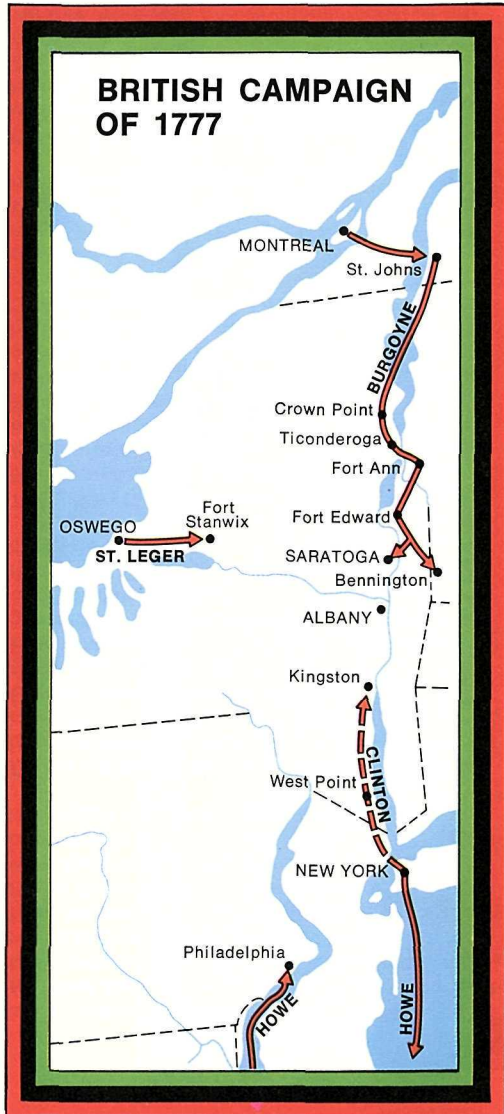 BRITISH CAMPAIGN
OF 1777
MONTREAL
St. Johns
BURGOYNE
Crown Point
Ticonderoga
Fort Ann
Fort
Stanwix
OSWEGO
ST. LEGER
Fort Edward
SARATOGA
Bennington
ALBANY
Kingston
CLINTON
West Point
NEW YORK
Philadelphia
HOWE
HOWE